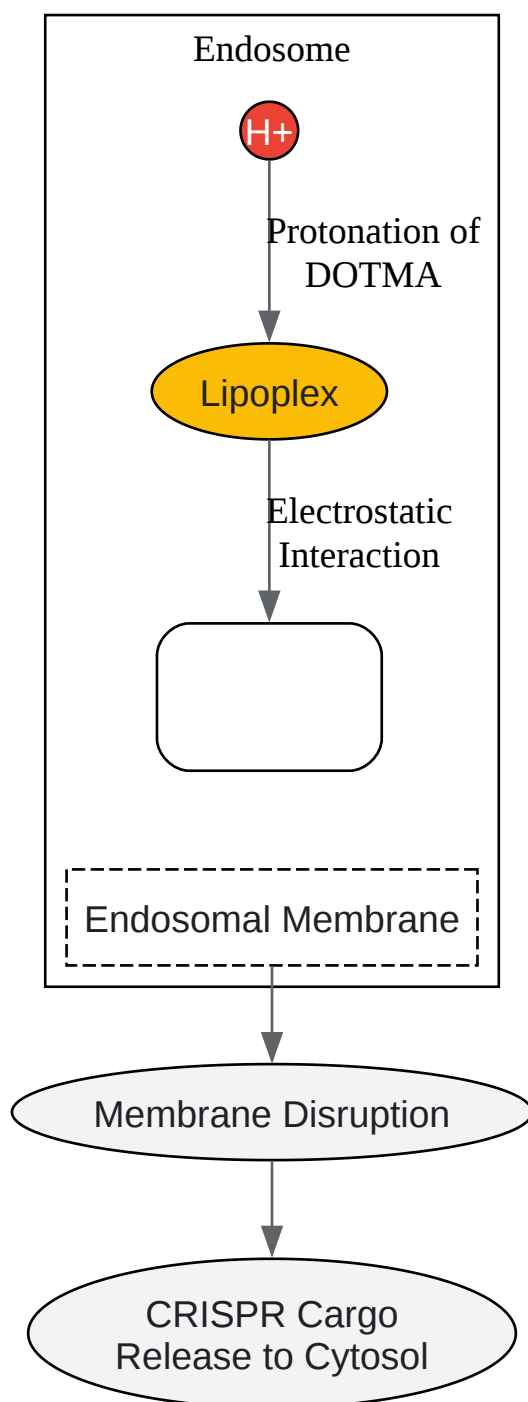 Endosome
H+
Protonation of
DOTMA
Lipoplex
Electrostatic
Interaction
Endosomal Membrane
Membrane Disruption
CRISPR Cargo
Release to Cytosol